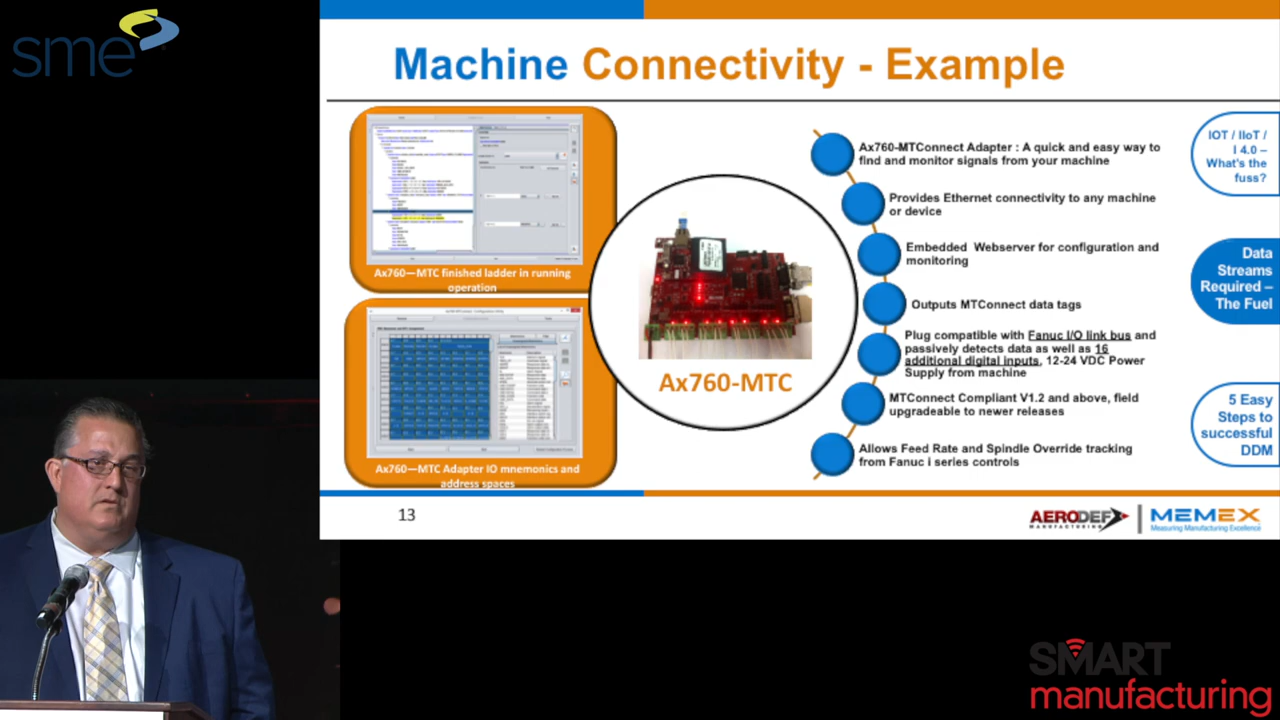 sme
Machine Connectivity - Example
Ax760—MTC finished ladder in running
operation
Ax760—MTC Adapter IO mnemonics and
address spaces
Ax760-MTC
Ax760-MTConnect Adapter : A quick and easy way to
find and monitor signals from your machine
Provides Ethernet connectivity to any machine
or device
Embedded Webserver for configuration and
monitoring
Outputs MTConnect data tags
Plug compatible with Fanuc I/O link bus and
passively detects data as well as 16
additional digital inputs, 12-24 VDC Power
Supply from machine
MTConnect Compliant V1.2 and above, field
upgradeable to newer releases
Allows Feed Rate and Spindle Override tracking
from Fanuc i series controls
IOT / IIoT /
I 4.0 –
What's the
fuss?
Data
Streams
Required –
The Fuel
5 Easy
Steps to
successful
DDM
13
AERODEF
MANUFACTURING
MEMEX
Measuring Manufacturing Excellence
SMART
manufacturing